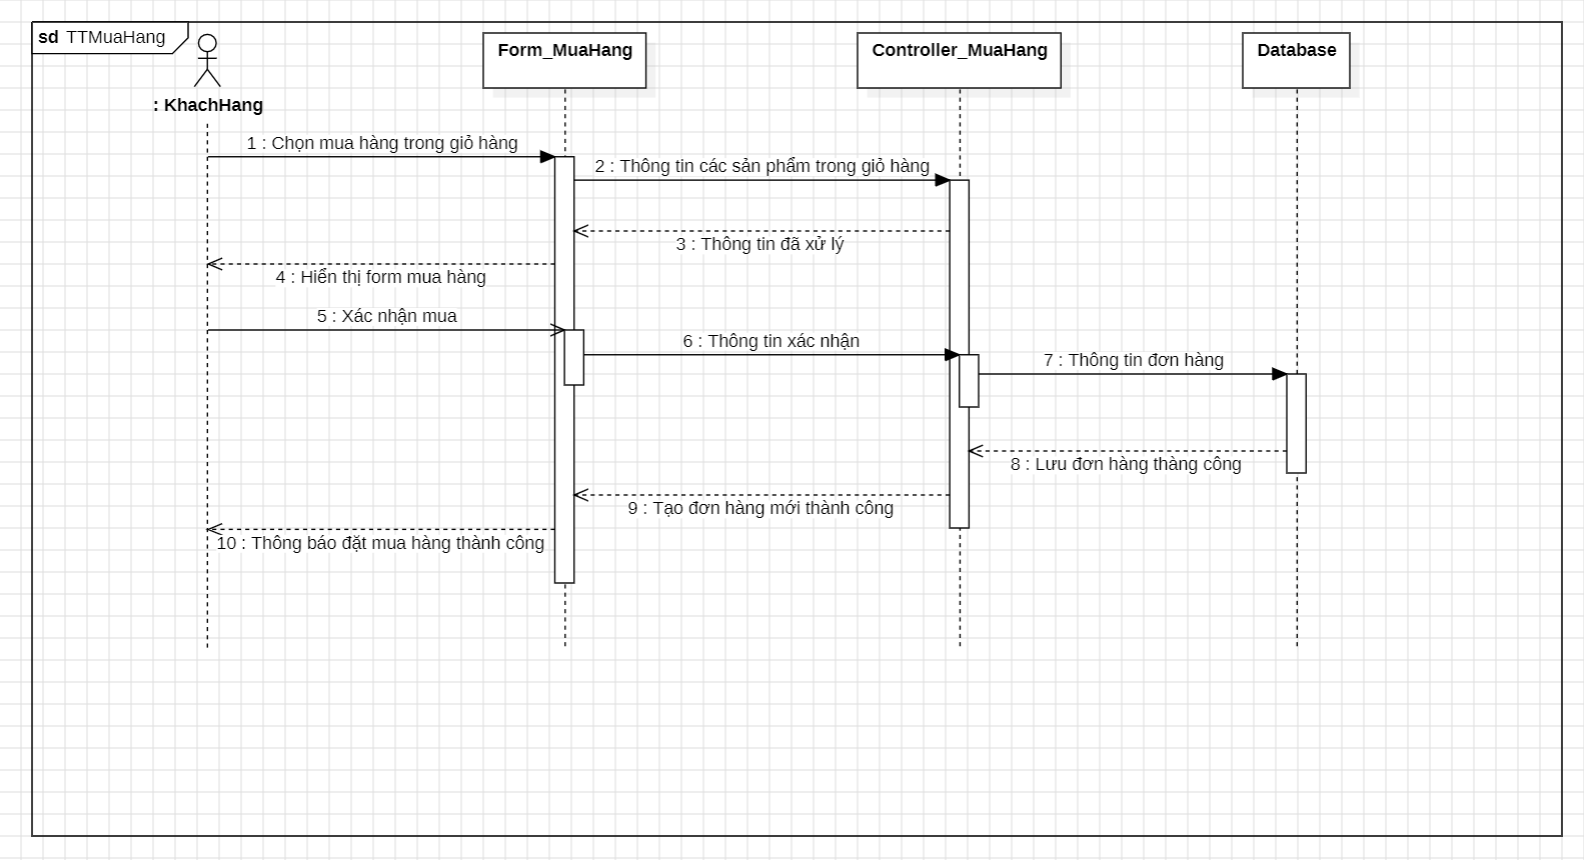 sd TTMuaHang
: KhachHang
Form_MuaHang
Controller_MuaHang
Database
1 : Chọn mua hàng trong giỏ hàng
2 : Thông tin các sản phẩm trong giỏ hàng
3 : Thông tin đã xử lý
4 : Hiển thị form mua hàng
5 : Xác nhận mua
6 : Thông tin xác nhận
7 : Thông tin đơn hàng
8 : Lưu đơn hàng thàng công
9 : Tạo đơn hàng mới thành công
10 : Thông báo đặt mua hàng thành công